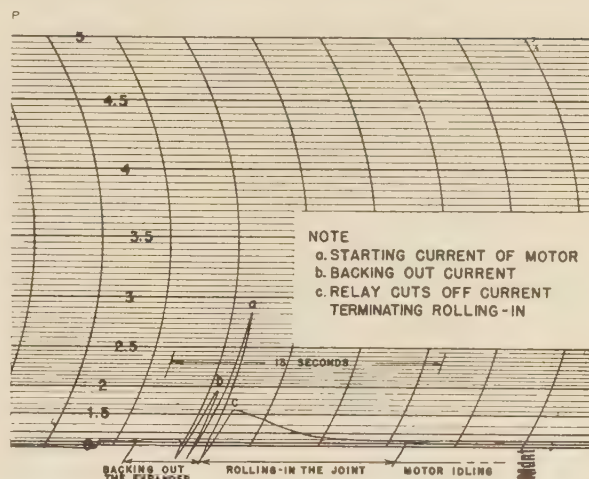 P
5
4.5
4
3.5
NOTE
a. STARTING CURRENT OF MOTOR
b. BACKING OUT CURRENT
c. RELAY CUTS OFF CURRENT
TERMINATING ROLLING-IN
3
a
2.5
13 SECONDS
2
b
c
1.5
0
BACKING OUT
THE EXPANDER
ROLLING-IN THE JOINT
MOTOR IDLING